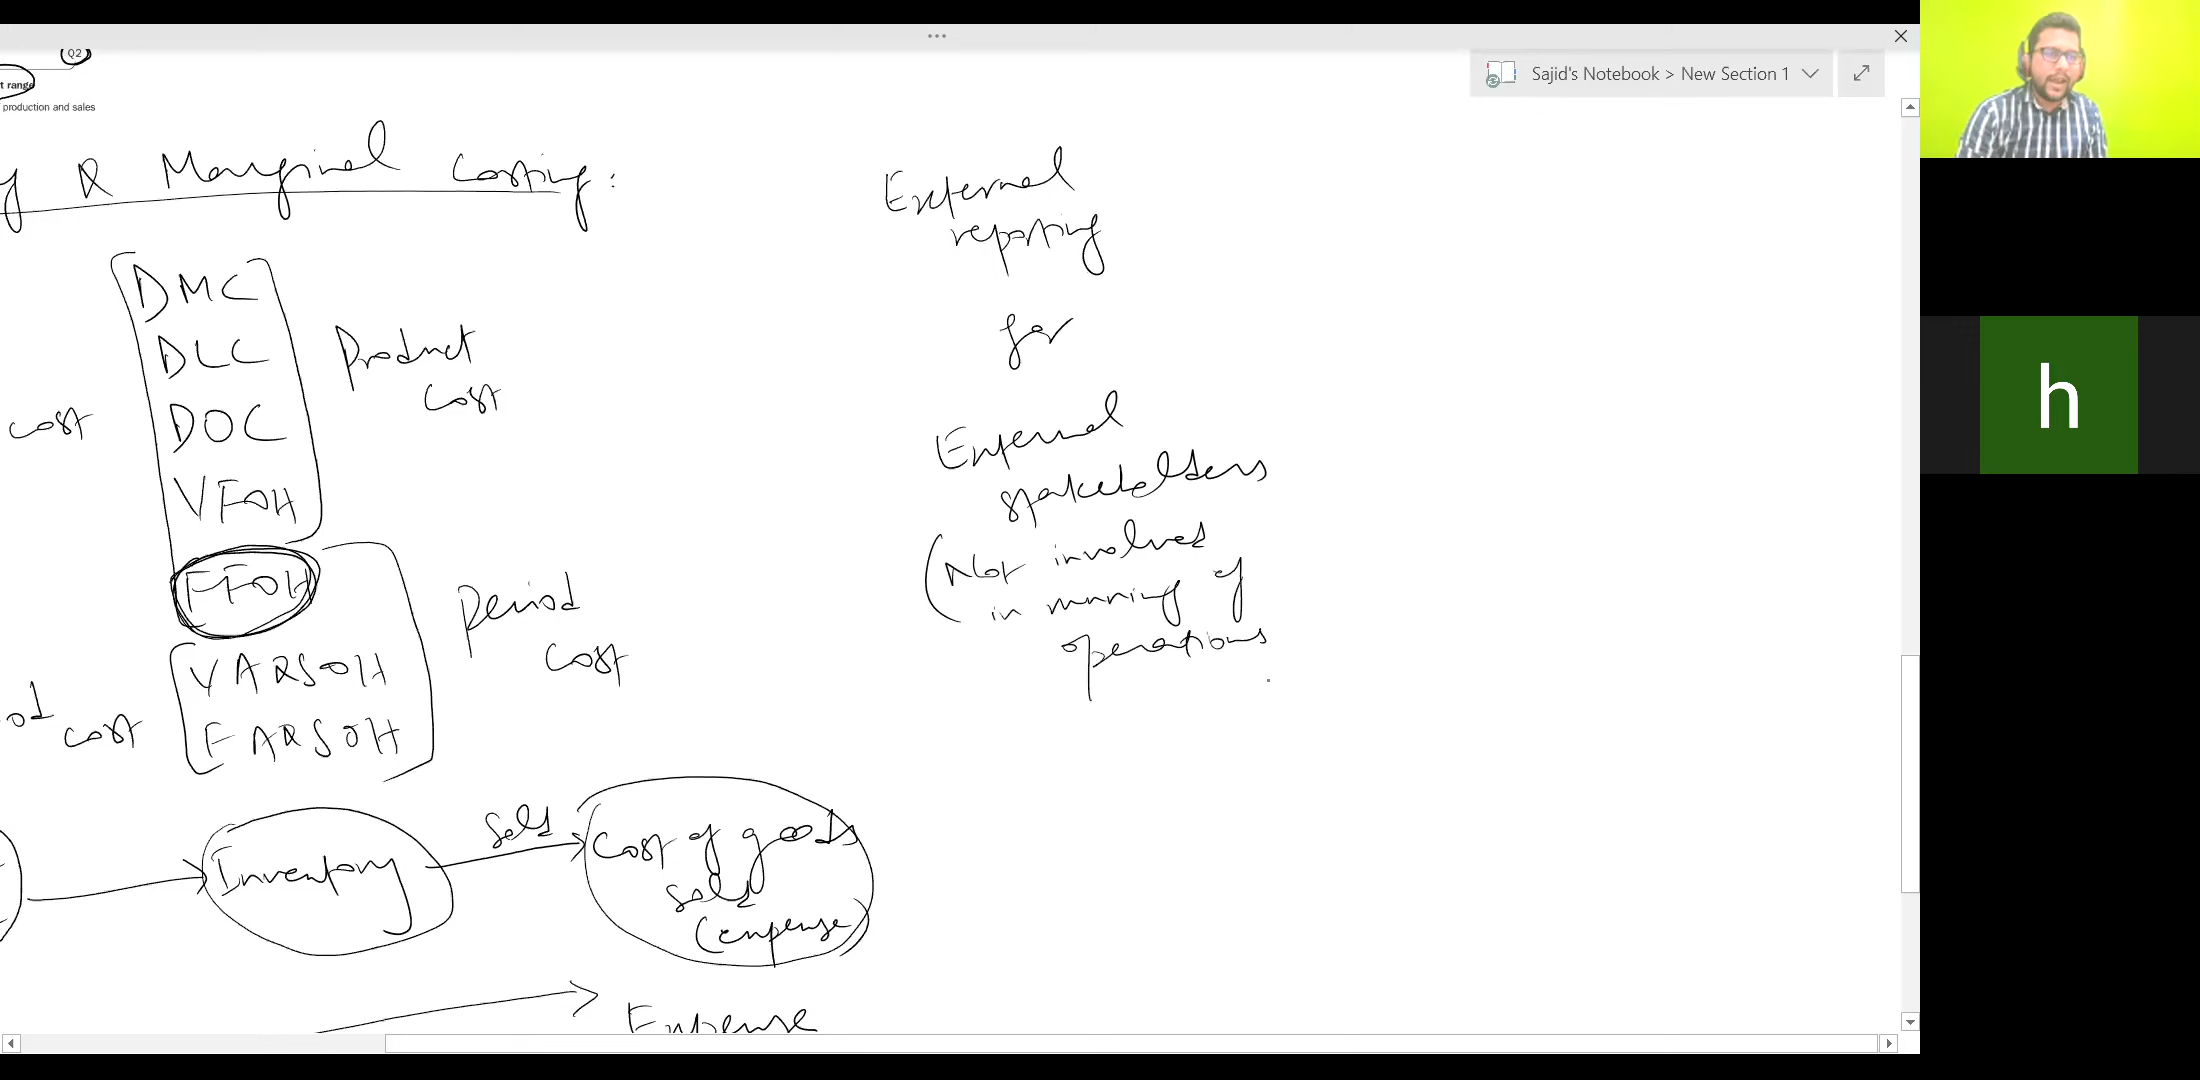 Q2
t range
production and sales
Sajid's Notebook > New Section 1
g & Marginal Costing:
DMC
DLC
DOC
VFOH
Product
Cost
cost
FFOH
VARSOH
FARSOH
Period
Cost
od
cost
Inventory
Sold
Cost of goods
sold
(expense)
Expense
External
reporting
for
External
stakeholders
(Not involved
in running of
operations
h